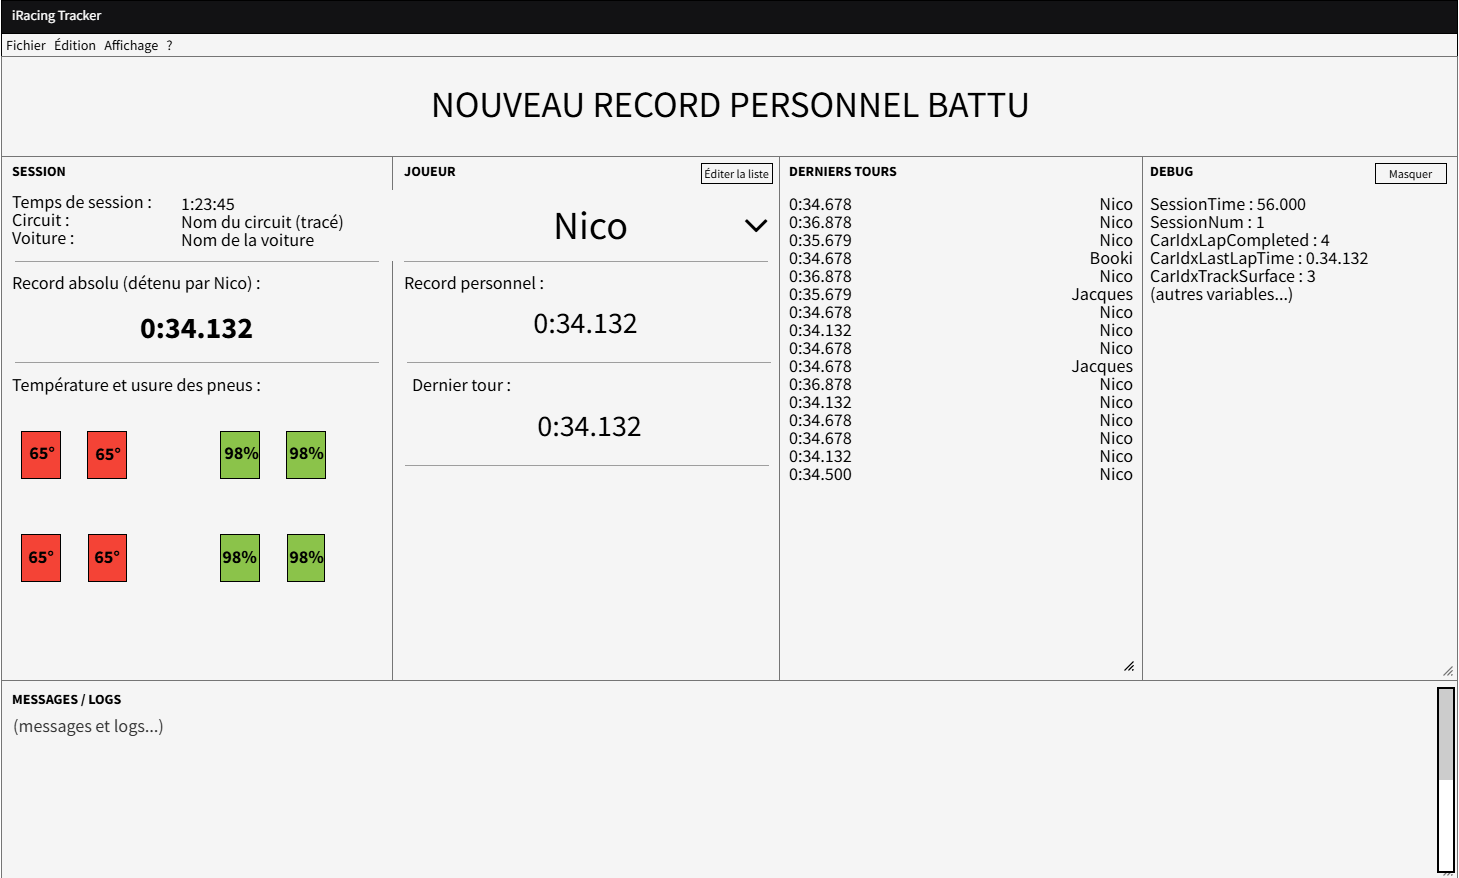 iRacing Tracker
Fichier Édition Affichage ?
NOUVEAU RECORD PERSONNEL BATTU
SESSION
Temps de session : 1:23:45
Circuit : Nom du circuit (tracé)
Voiture : Nom de la voiture
Record absolu (détenu par Nico) :
0:34.132
Température et usure des pneus :
65° 65° 98% 98%
65° 65° 98% 98%
JOUEUR Éditer la liste
Nico
Record personnel :
0:34.132
Dernier tour :
0:34.132
DERNIERS TOURS
0:34.678 Nico
0:36.878 Nico
0:35.679 Nico
0:34.678 Booki
0:36.878 Nico
0:35.679 Jacques
0:34.678 Nico
0:34.132 Nico
0:34.678 Nico
0:34.678 Jacques
0:36.878 Nico
0:34.132 Nico
0:34.678 Nico
0:34.678 Nico
0:34.132 Nico
0:34.500 Nico
DEBUG Masquer
SessionTime : 56.000
SessionNum : 1
CarIdxLapCompleted : 4
CarIdxLastLapTime : 0.34.132
CarIdxTrackSurface : 3
(autres variables...)
MESSAGES / LOGS
(messages et logs...)